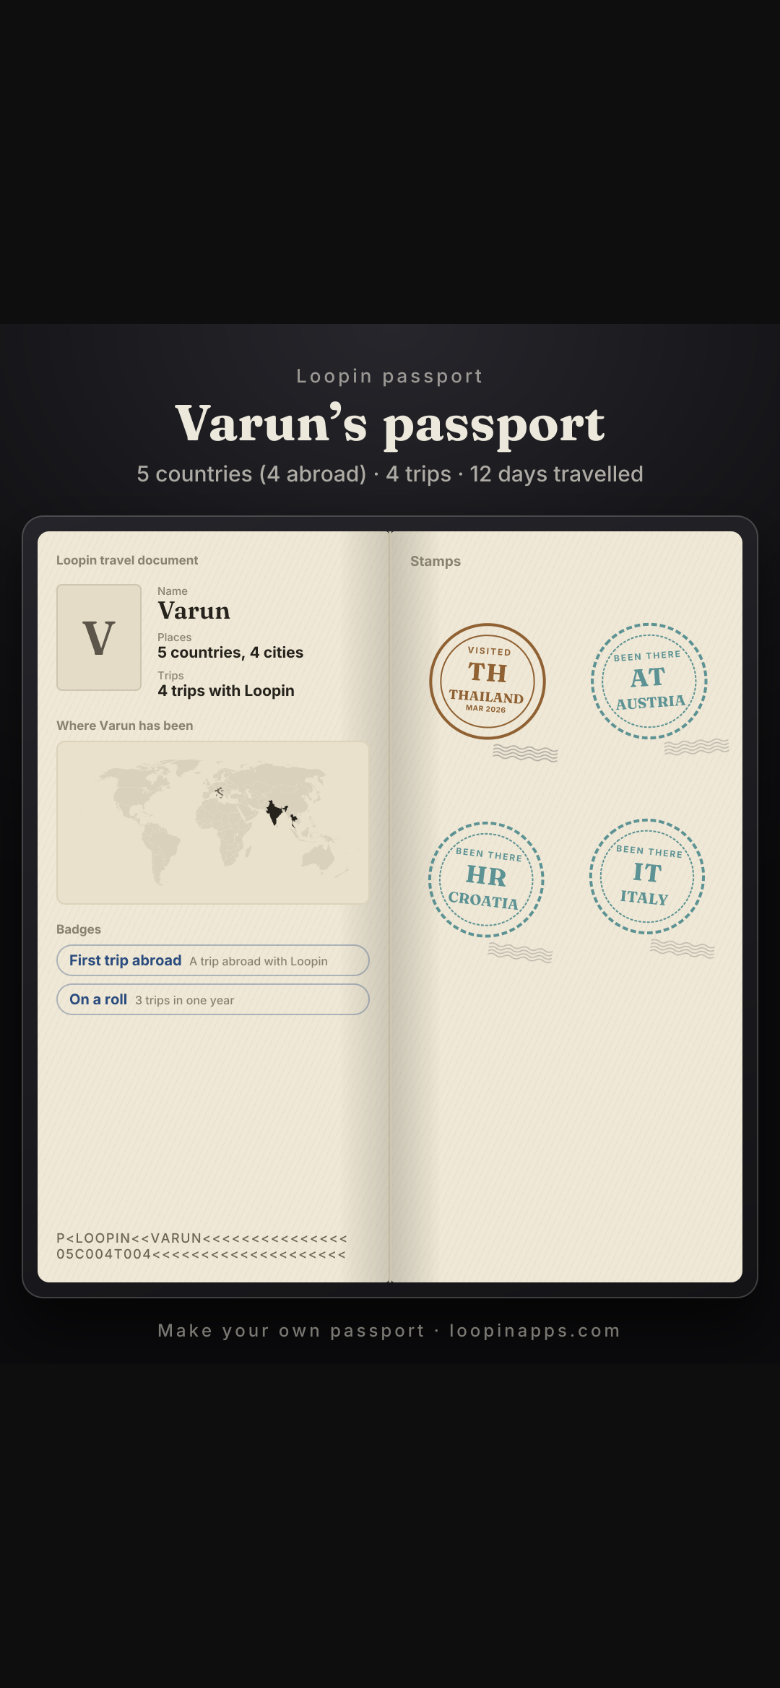 Loopin passport
Varun’s passport
5 countries (4 abroad) · 4 trips · 12 days travelled
Loopin travel document
V
Name
Varun
Places
5 countries, 4 cities
Trips
4 trips with Loopin
Where Varun has been
Badges
First trip abroad A trip abroad with Loopin
On a roll 3 trips in one year
P<LOOPIN<<VARUN<<<<<<<<<<<<<<<
05C004T004<<<<<<<<<<<<<<<<<<<<
Stamps
VISITED
TH
THAILAND
MAR 2026
BEEN THERE
AT
AUSTRIA
BEEN THERE
HR
CROATIA
BEEN THERE
IT
ITALY
Make your own passport · loopinapps.com